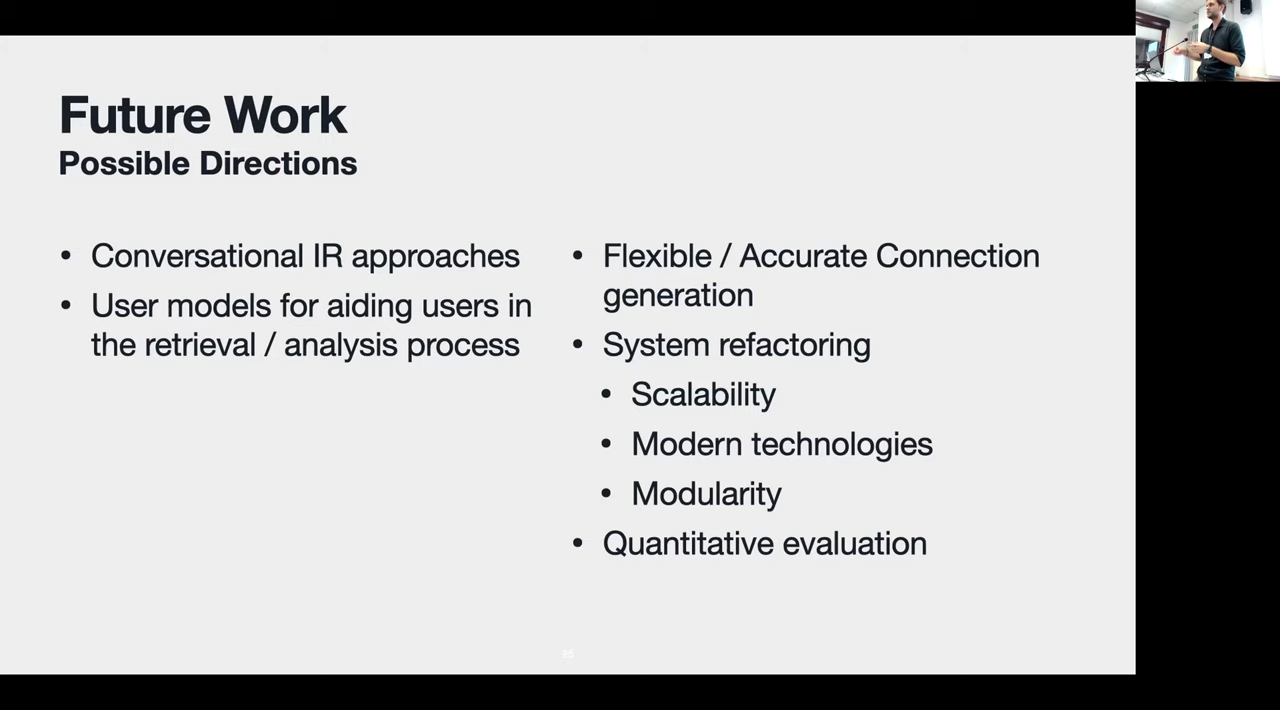 Future Work
Possible Directions
• Conversational IR approaches
• User models for aiding users in
the retrieval / analysis process
• Flexible / Accurate Connection
generation
• System refactoring
• Scalability
• Modern technologies
• Modularity
• Quantitative evaluation